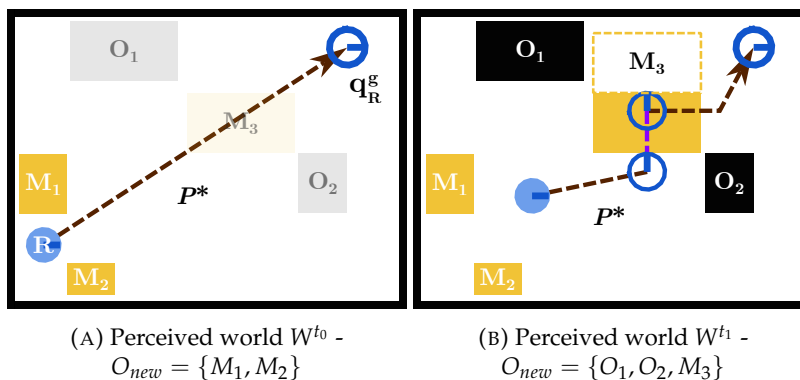 O₁
q_R^g
M₃
M₁
O₂
P*
R
M₂
(A) Perceived world W^{t₀} -
O_{new} = {M₁, M₂}
O₁
M₃
M₁
O₂
P*
M₂
(B) Perceived world W^{t₁} -
O_{new} = {O₁, O₂, M₃}